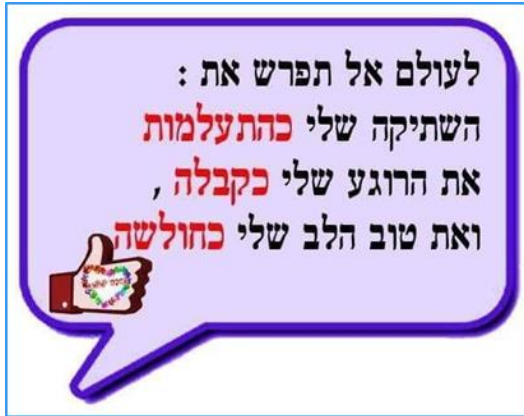 לעולם אל תפרש את :
השתיקה שלי כהתעלמות
את הרוגע שלי כקבלה ,
ואת טוב הלב שלי כחולשה